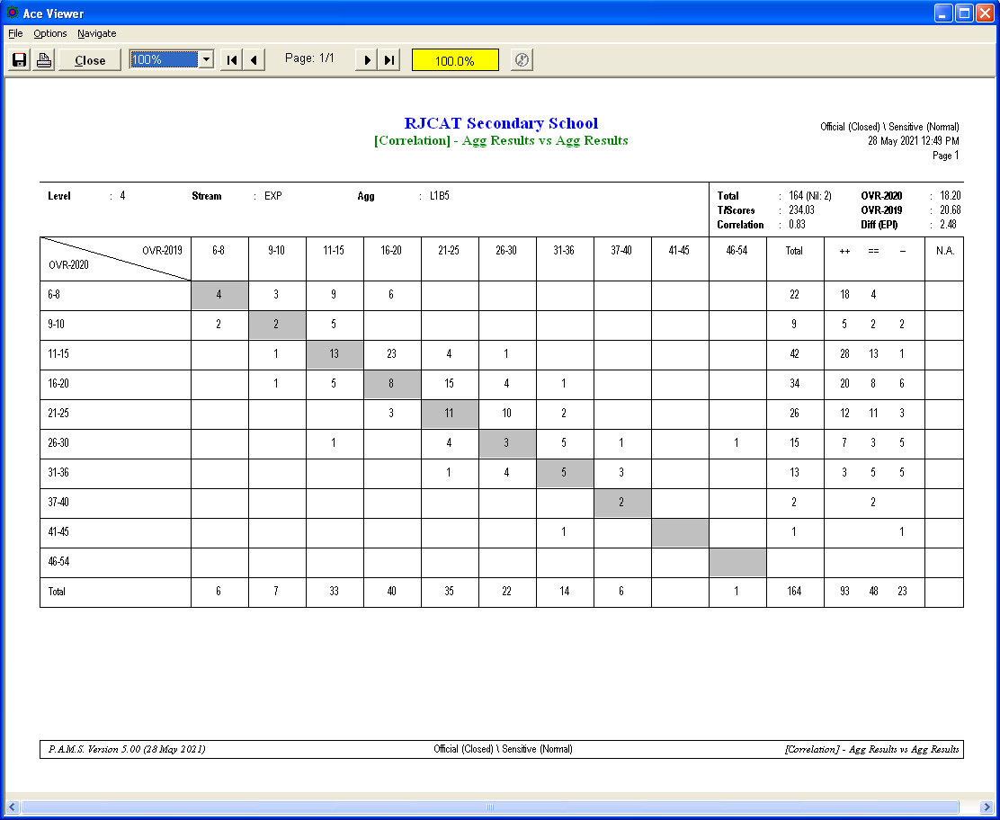 Ace Viewer
File Options Navigate
Close 100% Page: 1/1 100.0%
RJCAT Secondary School
[Correlation] - Agg Results vs Agg Results
Official (Closed) \ Sensitive (Normal)
28 May 2021 12:49 PM
Page 1
Level : 4 Stream : EXP Agg : L1B5
Total : 164 (Nil: 2) OVR-2020 : 18.20
T/Scores : 234.03 OVR-2019 : 20.68
Correlation : 0.83 Diff (EPI) : 2.48
OVR-2019 6-8 9-10 11-15 16-20 21-25 26-30 31-36 37-40 41-45 46-54 Total ++ == -- N.A.
OVR-2020
6-8 4 3 9 6 22 18 4
9-10 2 2 5 9 5 2 2
11-15 1 13 23 4 1 42 28 13 1
16-20 1 5 8 15 4 1 34 20 8 6
21-25 3 11 10 2 26 12 11 3
26-30 1 4 3 5 1 1 15 7 3 5
31-36 1 4 5 3 13 3 5 5
37-40 2 2 2
41-45 1 1 1
46-54
Total 6 7 33 40 35 22 14 6 1 164 93 48 23
P.A.M.S. Version 5.00 (28 May 2021) Official (Closed) \ Sensitive (Normal) [Correlation] - Agg Results vs Agg Results